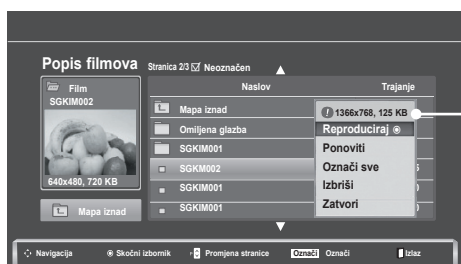 Popis filmova
Stranica 2/3 Neoznačen
Film
SGKIM002
640x480, 720 KB
Mapa iznad
Naslov
Trajanje
Mapa iznad
Omiljena glazba
SGKIM001
SGKM002
SGKIM001
SGKIM001
1366x768, 125 KB
Reproduciraj
Ponoviti
Označi sve
Izbriši
Zatvori
Navigacija
Skočni izbornik
P Promjena stranice
Označi Označi
Izlaz